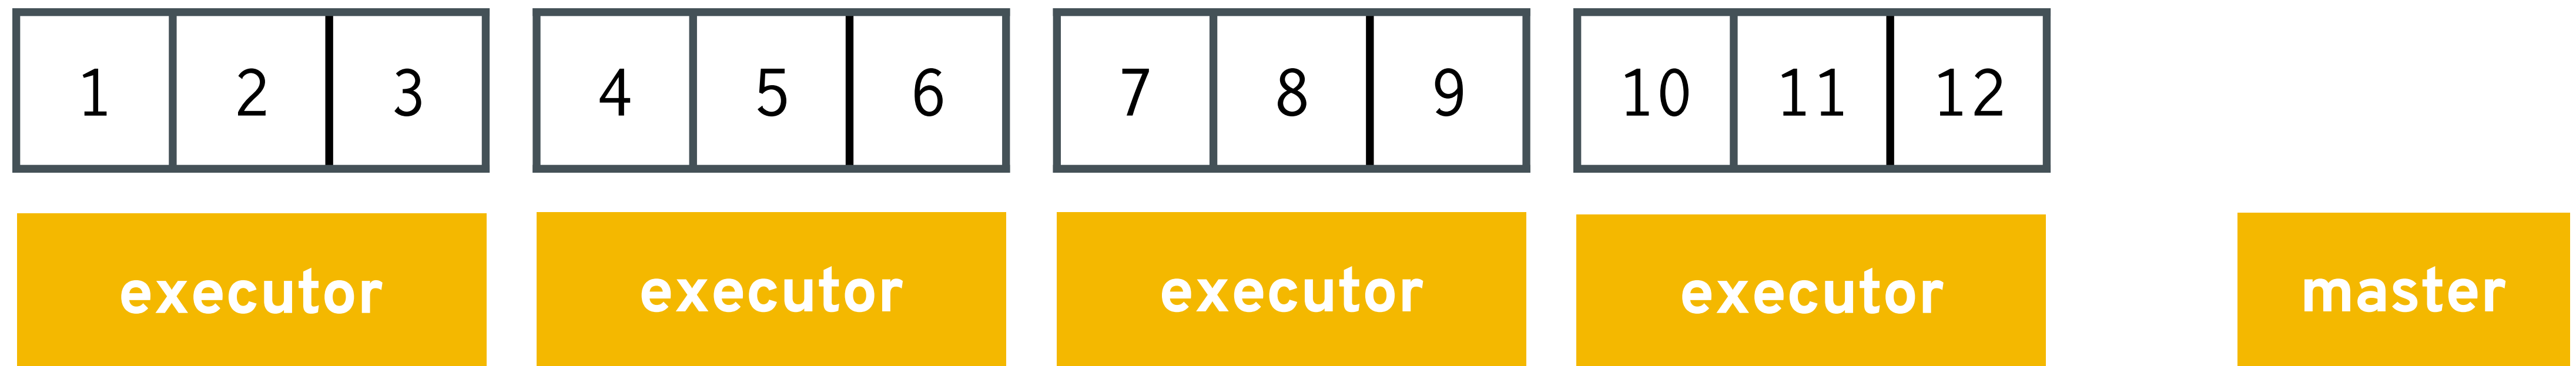 1 2 3 4 5 6 7 8 9 10 11 12
executor executor executor executor master